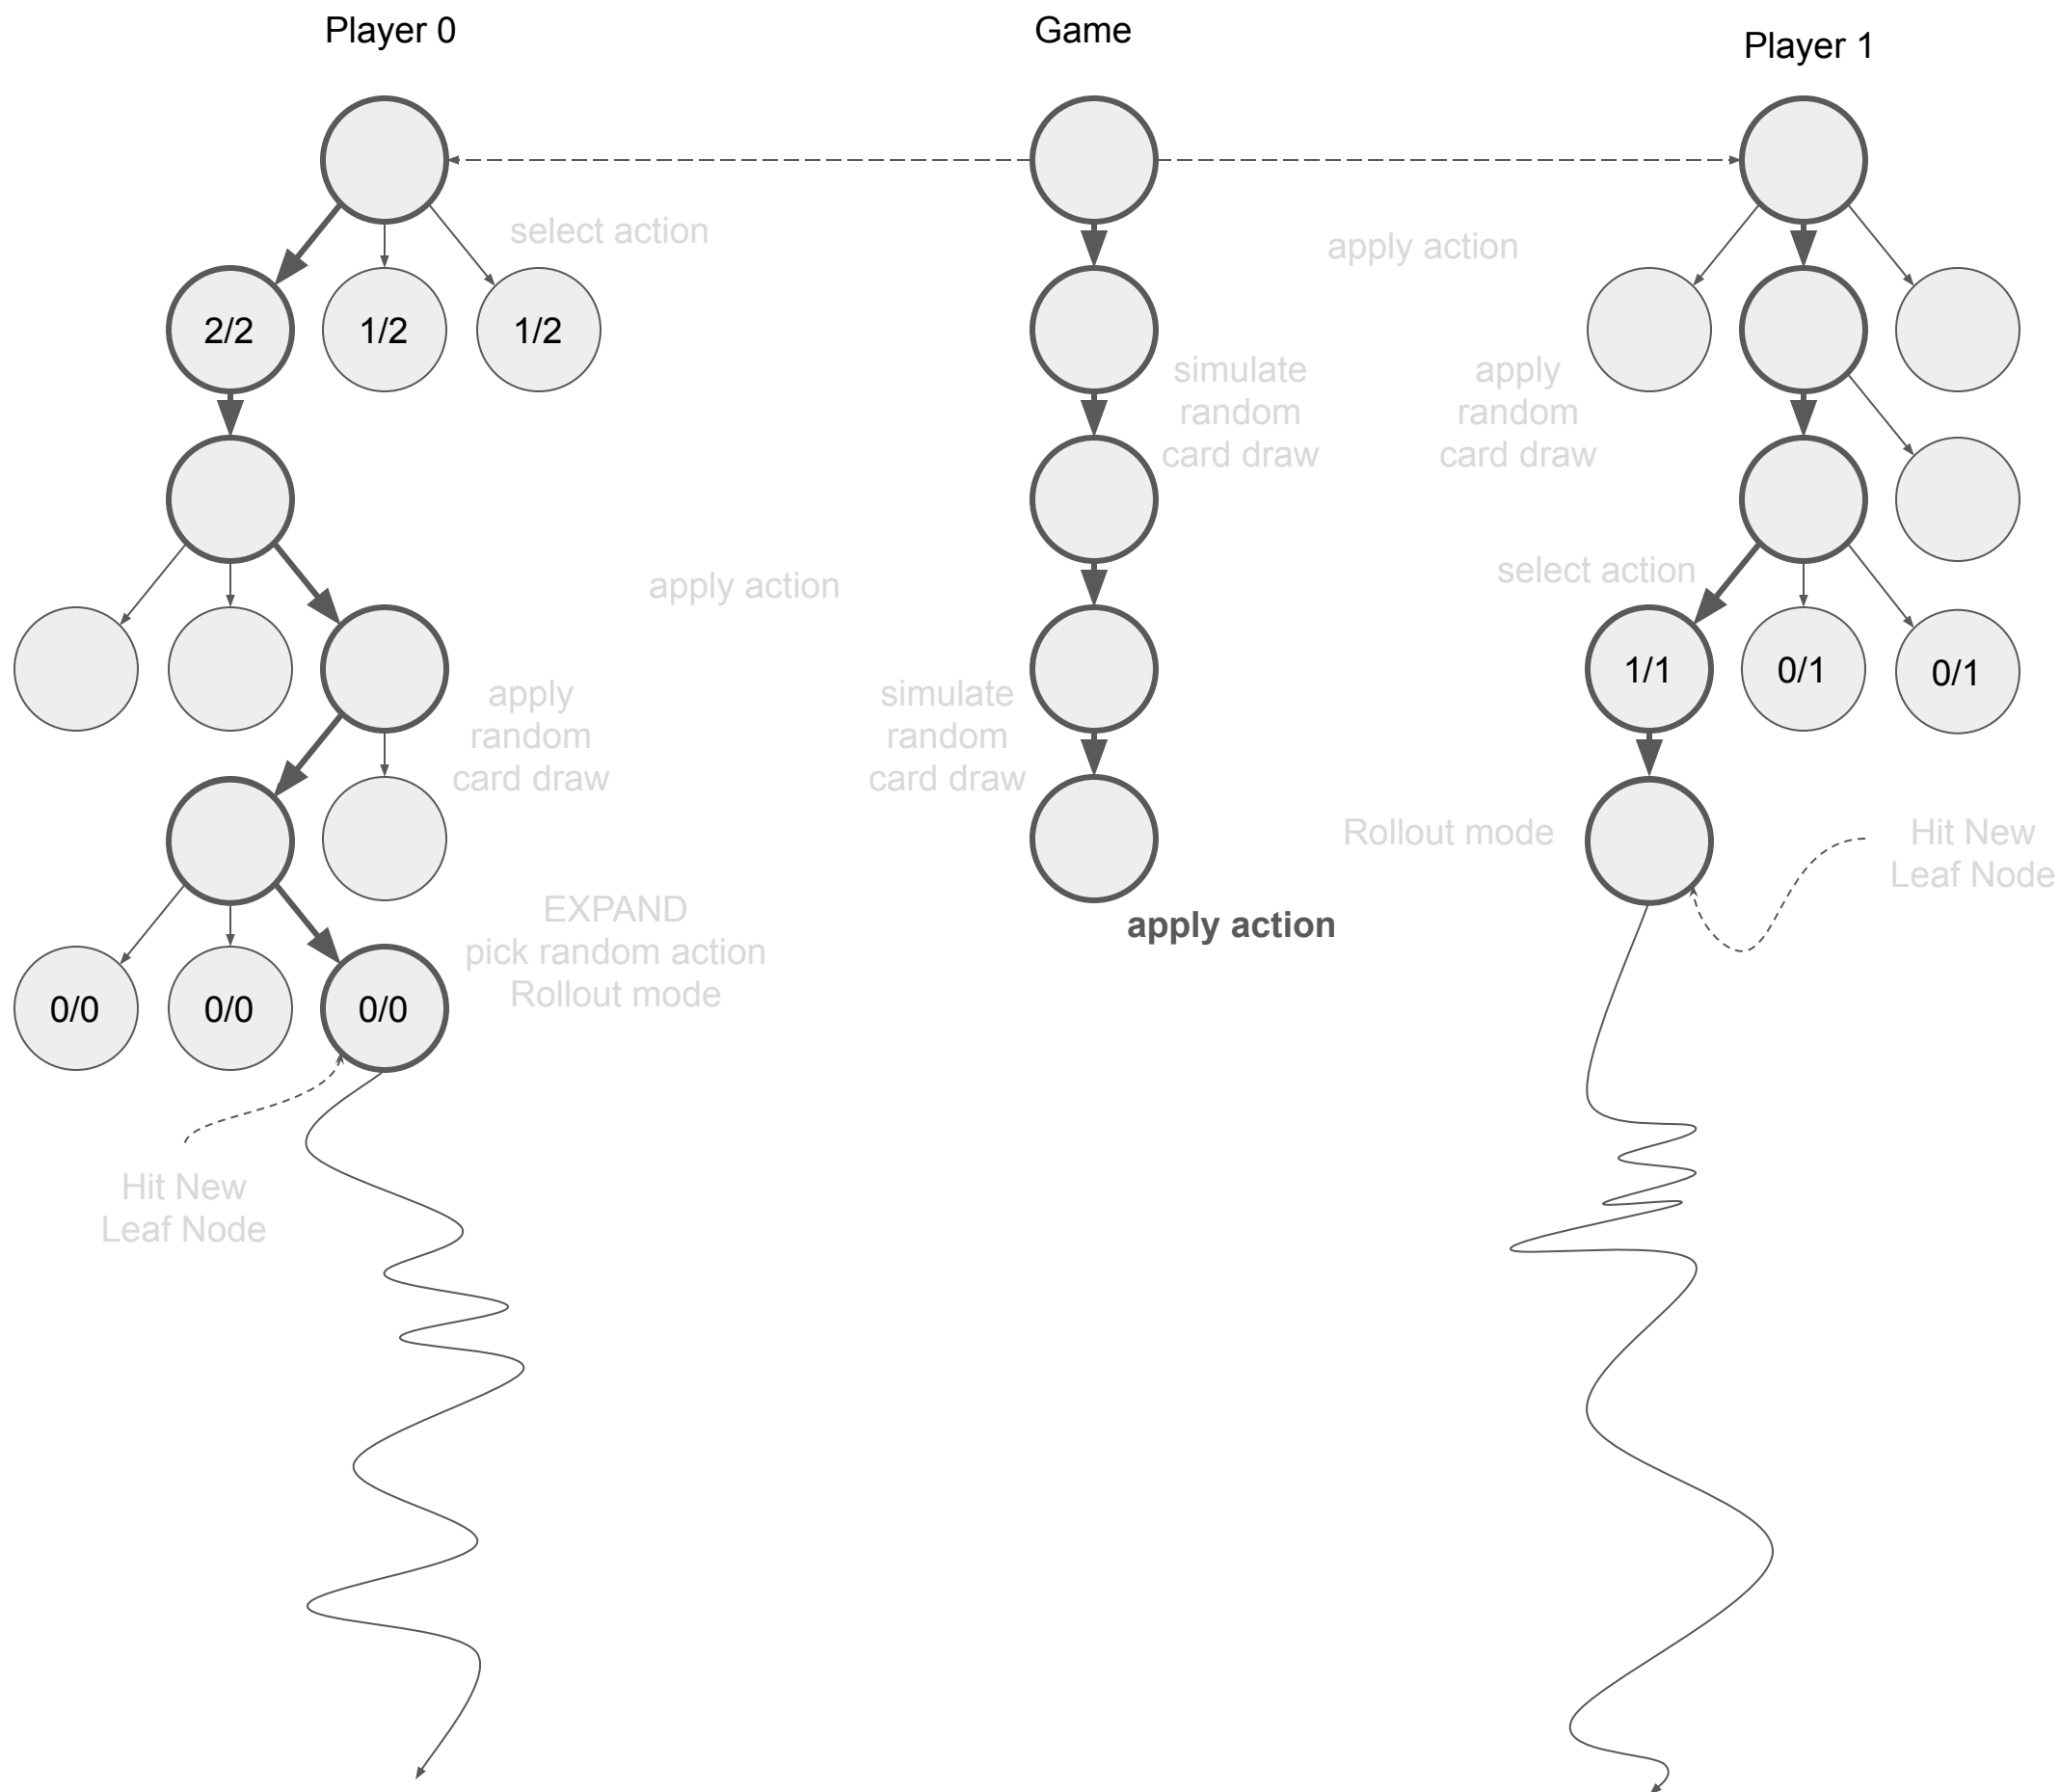 Player 0
Game
Player 1
select action
apply action
2/2
1/2
1/2
simulate
random
card draw
apply
random
card draw
apply action
select action
1/1
0/1
0/1
apply
random
card draw
simulate
random
card draw
Rollout mode
Hit New
Leaf Node
EXPAND
pick random action
Rollout mode
apply action
0/0
0/0
0/0
Hit New
Leaf Node